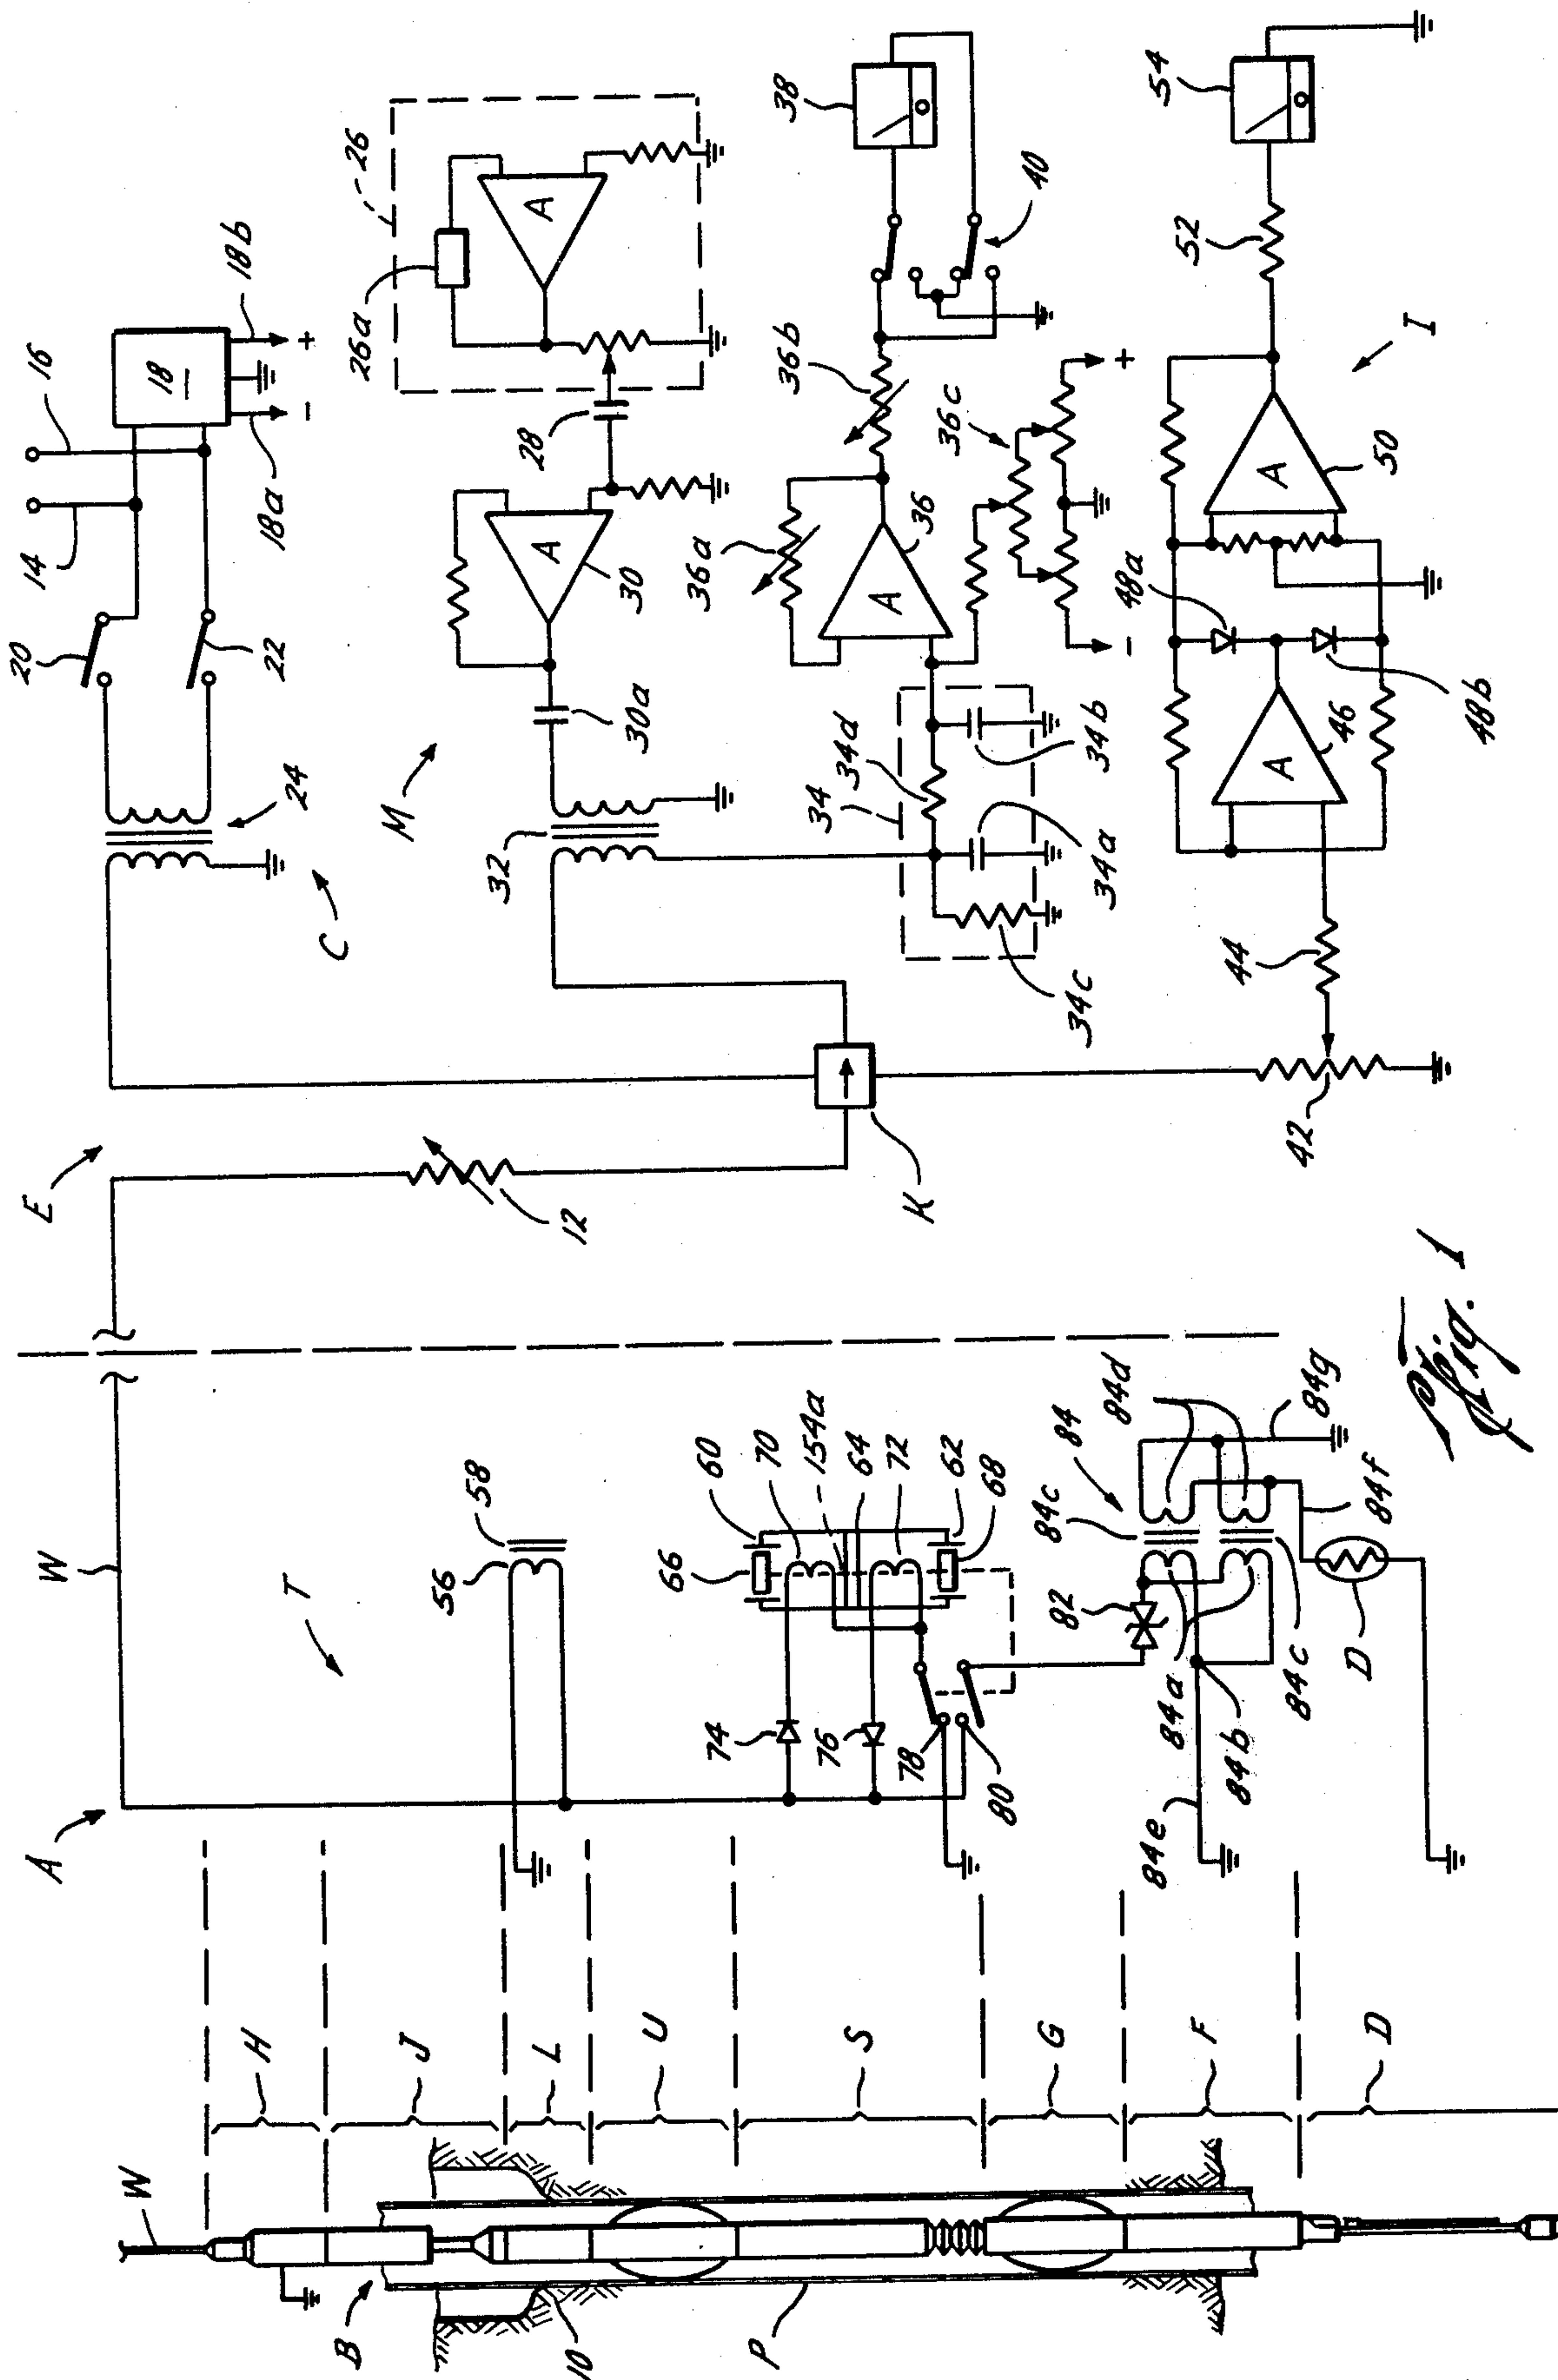 14
16
20
22
18
18a
18b
-
+
24
C
E
W
A
T
M
26
26a
A
28
A
30
30a
32
12
K
34
34a
34b
34c
34d
36
36a
36b
36c
A
-
+
38
40
42
44
46
A
48a
48b
50
A
52
54
I
56
58
60
62
64
66
68
70
72
154a
74
76
78
80
82
84
84a
84b
84c
84c
84d
84e
84f
84g
D
H
J
L
U
S
G
F
D
W
B
10
P
Fig. 1